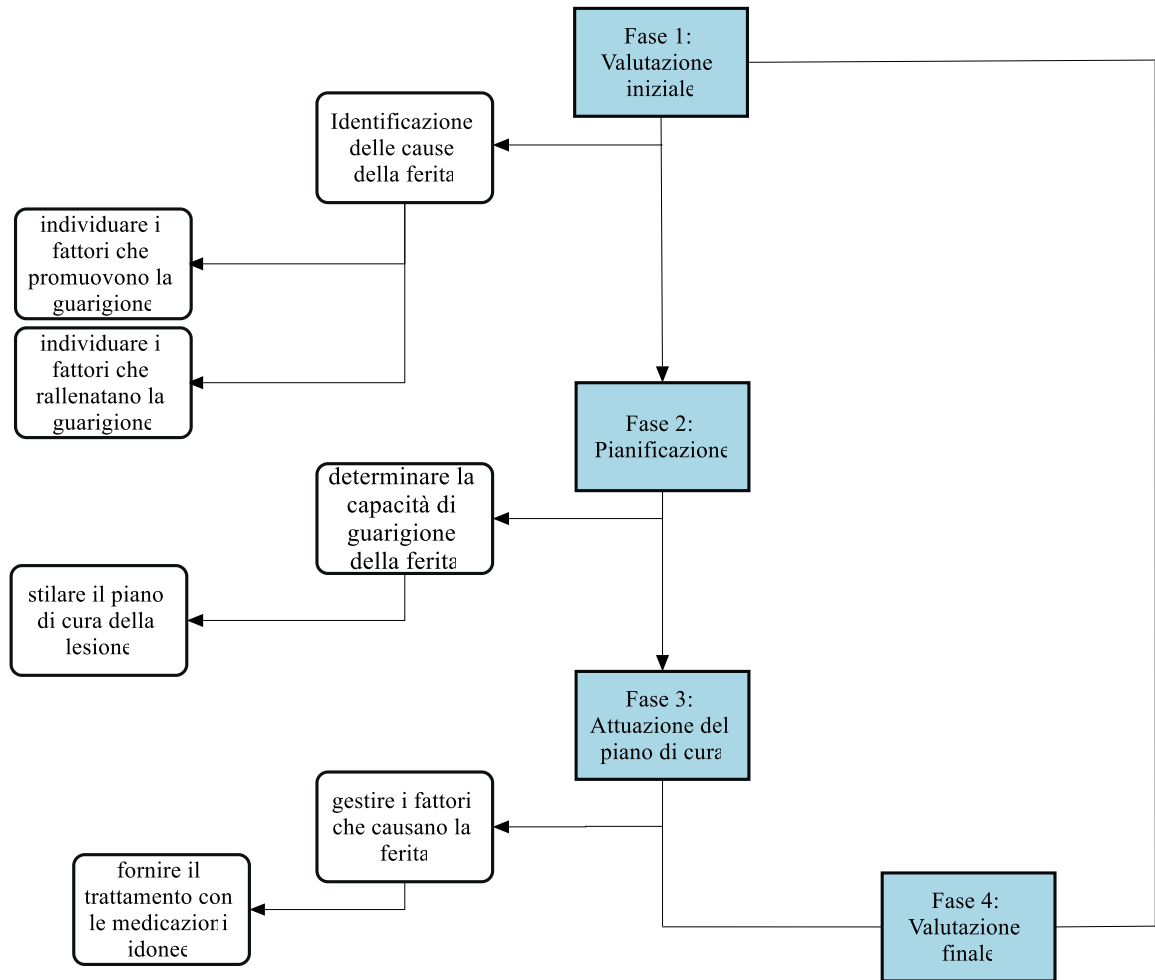 Fase 1:
Valutazione
iniziale
Identificazione
delle cause
della ferita
individuare i
fattori che
promuovono la
guarigione
individuare i
fattori che
rallenatano la
guarigione
Fase 2:
Pianificazione
determinare la
capacità di
guarigione
della ferita
stilare il piano
di cura della
lesione
Fase 3:
Attuazione del
piano di cura
gestire i fattori
che causano la
ferita
fornire il
trattamento con
le medicazioni
idonee
Fase 4:
Valutazione
finale